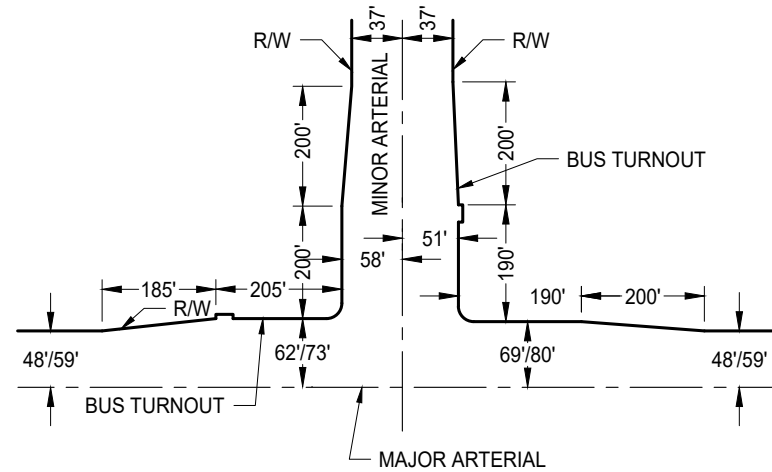 37'
37'
R/W
R/W
MINOR ARTERIAL
200'
200'
BUS TURNOUT
51'
58'
200'
190'
185'
205'
190'
200'
R/W
48'/59'
62'/73'
69'/80'
48'/59'
BUS TURNOUT
MAJOR ARTERIAL